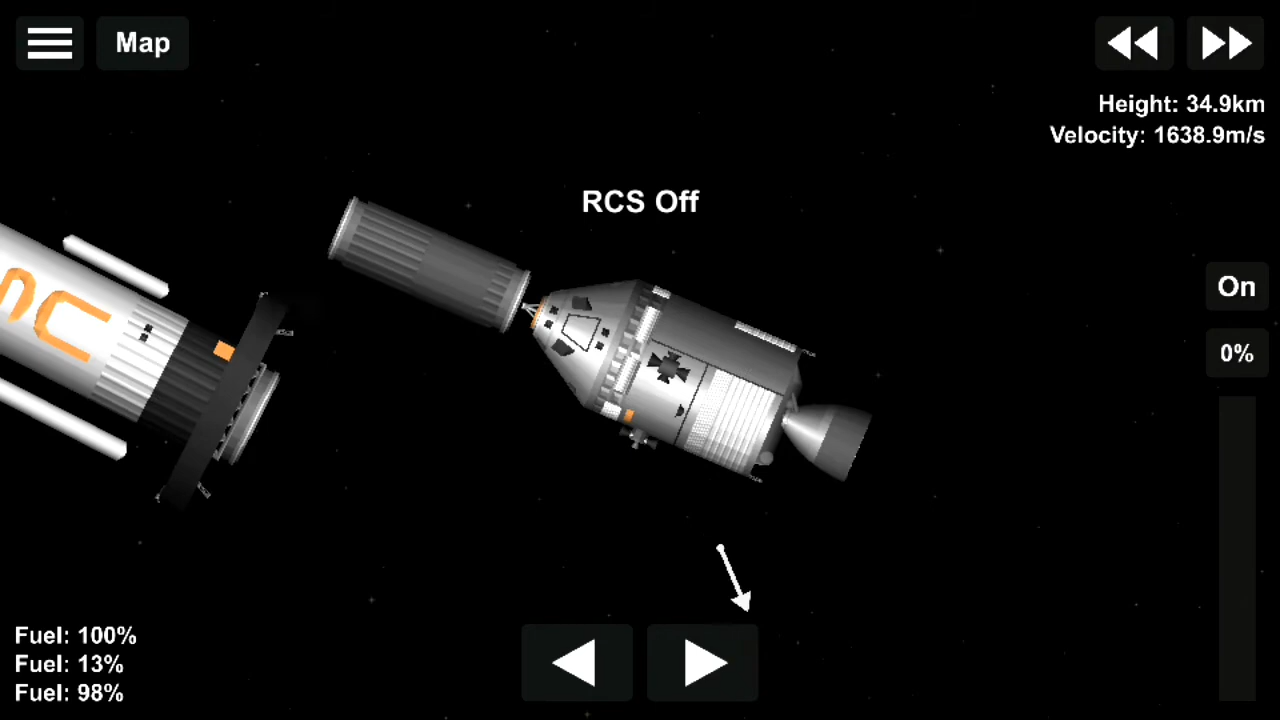 Map
Height: 34.9km
Velocity: 1638.9m/s
RCS Off
On
0%
Fuel: 100%
Fuel: 13%
Fuel: 98%